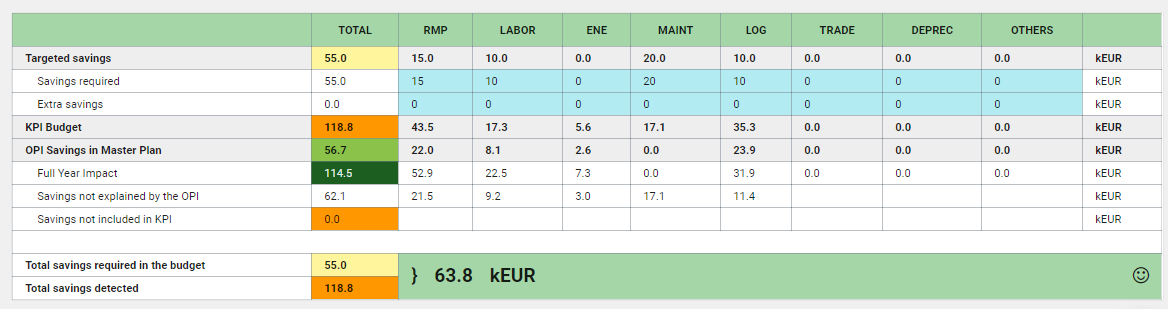 TOTAL RMP LABOR ENE MAINT LOG TRADE DEPREC OTHERS
Targeted savings 55.0 15.0 10.0 0.0 20.0 10.0 0.0 0.0 0.0 kEUR
Savings required 55.0 15 10 0 20 10 0 0 0 kEUR
Extra savings 0.0 0 0 0 0 0 0 0 0 kEUR
KPI Budget 118.8 43.5 17.3 5.6 17.1 35.3 0.0 0.0 0.0 kEUR
OPI Savings in Master Plan 56.7 22.0 8.1 2.6 0.0 23.9 0.0 0.0 0.0 kEUR
Full Year Impact 114.5 52.9 22.5 7.3 0.0 31.9 0.0 0.0 0.0 kEUR
Savings not explained by the OPI 62.1 21.5 9.2 3.0 17.1 11.4 kEUR
Savings not included in KPI 0.0 kEUR
Total savings required in the budget 55.0
} 63.8 kEUR
Total savings detected 118.8